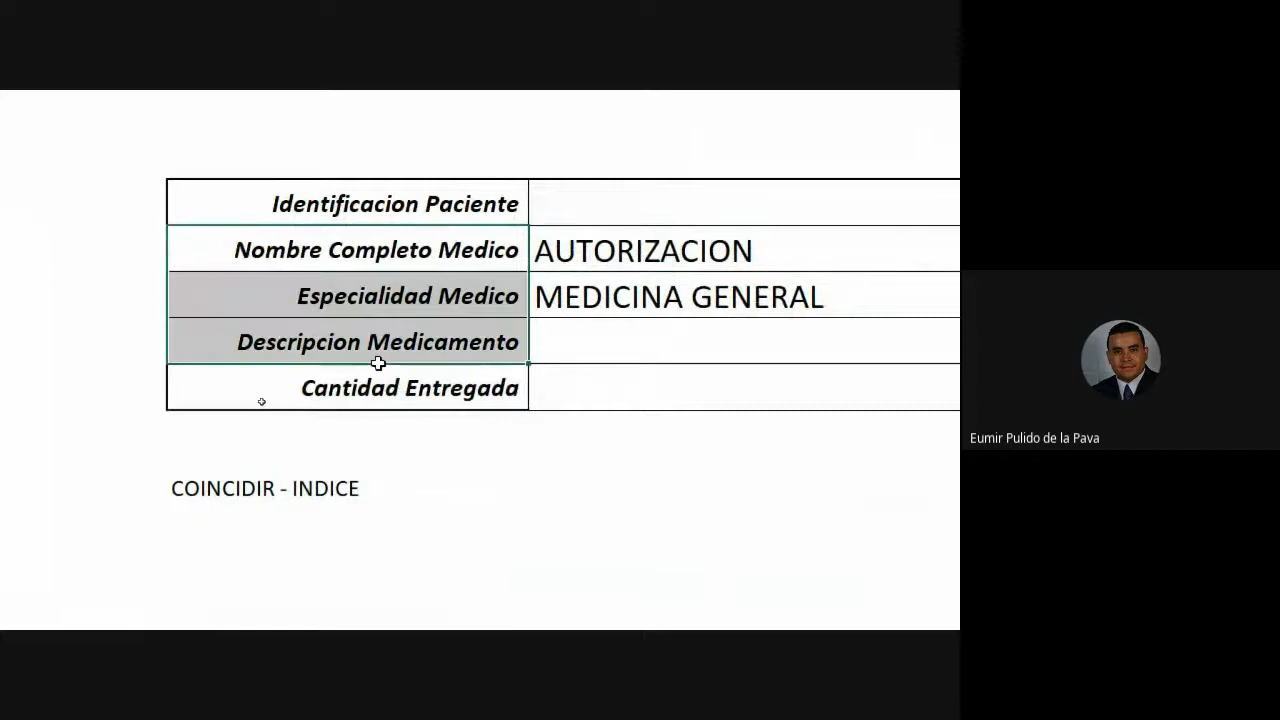 Identificacion Paciente
Nombre Completo Medico AUTORIZACION
Especialidad Medico MEDICINA GENERAL
Descripcion Medicamento
Cantidad Entregada
COINCIDIR - INDICE
Eumir Pulido de la Pava